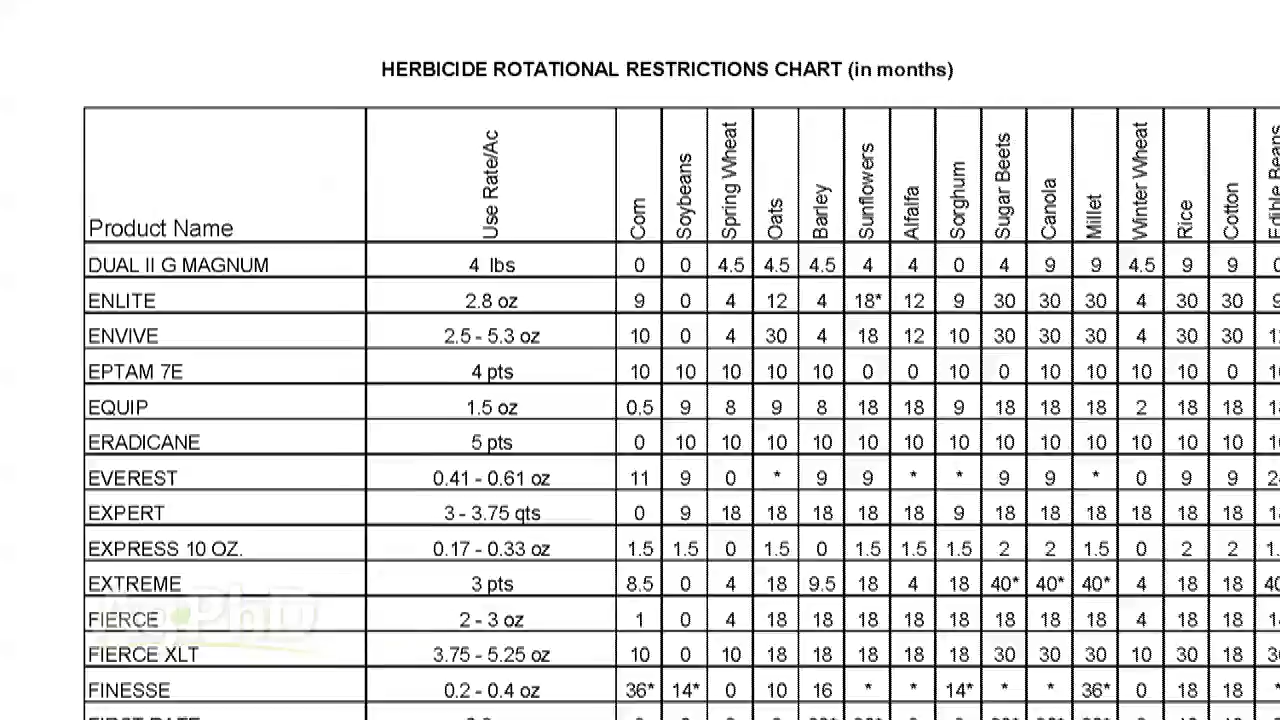 HERBICIDE ROTATIONAL RESTRICTIONS CHART (in months)
Product Name Use Rate/Ac Corn Soybeans Spring Wheat Oats Barley Sunflowers Alfalfa Sorghum Sugar Beets Canola Millet Winter Wheat Rice Cotton Edible Beans
DUAL II G MAGNUM 4 lbs 0 0 4.5 4.5 4.5 4 4 0 4 9 9 4.5 9 9
ENLITE 2.8 oz 9 0 4 12 4 18* 12 9 30 30 30 4 30 30
ENVIVE 2.5 - 5.3 oz 10 0 4 30 4 18 12 10 30 30 30 4 30 30
EPTAM 7E 4 pts 10 10 10 10 10 0 0 10 0 10 10 10 10 0
EQUIP 1.5 oz 0.5 9 8 9 8 18 18 9 18 18 18 2 18 18
ERADICANE 5 pts 0 10 10 10 10 10 10 10 10 10 10 10 10 10
EVEREST 0.41 - 0.61 oz 11 9 0 * 9 9 * * 9 9 * 0 9 9
EXPERT 3 - 3.75 qts 0 9 18 18 18 18 18 9 18 18 18 18 18 18
EXPRESS 10 OZ. 0.17 - 0.33 oz 1.5 1.5 0 1.5 0 1.5 1.5 1.5 2 2 1.5 0 2 2
EXTREME 3 pts 8.5 0 4 18 9.5 18 4 18 40* 40* 40* 4 18 18
FIERCE 2 - 3 oz 1 0 4 18 18 18 18 18 18 18 18 4 18 18
Ag PhD
FIERCE XLT 3.75 - 5.25 oz 10 0 10 18 18 18 18 18 30 30 30 10 30 18
FINESSE 0.2 - 0.4 oz 36* 14* 0 10 16 * * 14* * * 36* 0 18 18